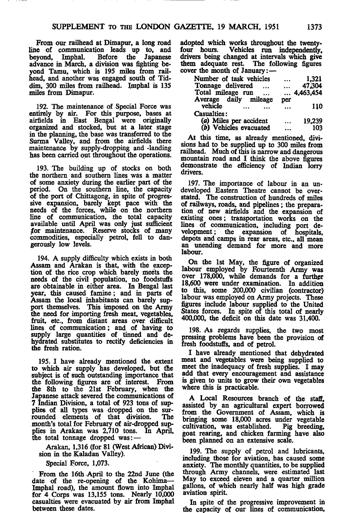 SUPPLEMENT TO THE LONDON GAZETTE, 19 MARCH, 1951 1373
From our railhead at Dimapur, a long road
line of communication leads up to, and
beyond, Imphal. Before the Japanese
advance in March, a division was fighting be-
yond Tamu, which is 195 miles from rail-
head, and another was engaged south of Tid-
dim, 300 miles from railhead. Imphal is 135
miles from Dimapur.
192. The maintenance of Special Force was
entirely by air. For this purpose, bases at
airfields in East Bengal were originally
organized and stocked, but at a later stage
in the planning, the base was transferred to the
Surma Valley, and from the airfields there
maintenance by supply-dropping and -landing
has been carried out throughout the operations.
193. The building up of stocks on both
the northern and southern lines was a matter
of some anxiety during the earlier part of the
period. On the southern line, the capacity
of the port of Chittagong, in spite of progres-
sive expansion, barely kept pace with the
needs of the forces, while on the northern
line of communication, the total capacity
available until April was only just sufficient
for maintenance. Reserve stocks of many
commodities, especially petrol, fell to dan-
gerously low levels.
194. A supply difficulty which exists in both
Assam and Arakan is that, with the excep-
tion of the rice crop which barely meets the
needs of the civil population, no foodstuffs
are obtainable in either area. In Bengal last
year, this caused famine; and in parts of
Assam the local inhabitants can barely sup-
port themselves. This imposed on the Army
the need for importing fresh meat, vegetables,
fruit, etc., from distant areas over difficult
lines of communication; and of having to
supply large quantities of tinned and de-
hydrated substitutes to rectify deficiencies in
the fresh ration.
195. I have already mentioned the extent
to which air supply has been developed, but the
subject is of such outstanding importance that
the following figures are of interest. From
the 8th to the 21st February, when the
Japanese attack severed the communications of
7 Indian Division, a total of 923 tons of sup-
plies of all types was dropped on the sur-
rounded elements of that division. The
month's total for February of air-dropped sup-
plies in Arakan was 2,710 tons. In April,
the total tonnage dropped was:—
Arakan, 1,316 (for 81 (West African) Divi-
sion in the Kaladan Valley).
Special Force, 1,073.
From the 16th April to the 22nd June (the
date of the re-opening of the Kohima—
Imphal road), the amount flown into Imphal
for 4 Corps was 13,155 tons. Nearly 10,000
casualties were evacuated by air from Imphal
between these dates.
adopted which works throughout the twenty-
four hours. Vehicles run independently,
drivers being changed at intervals which give
them adequate rest. The following figures
cover the month of January:—
Number of task vehicles ... 1,321
Tonnage delivered ... ... 47,504
Total mileage run ... ... 4,463,454
Average daily mileage per
vehicle ... ... ... 110
Casualties:
(a) Miles per accident ... 19,239
(b) Vehicles evacuated ... 103
At this time, as already mentioned, divi-
sions had to be supplied up to 300 miles from
railhead. Much of this is narrow and dangerous
mountain road and I think the above figures
demonstrate the efficiency of Indian lorry
drivers.
197. The importance of labour in an un-
developed Eastern Theatre cannot be over-
stated. The construction of hundreds of miles
of railways, roads, and pipelines; the prepara-
tion of new airfields and the expansion of
existing ones; transportation works on the
lines of communication, including port de-
velopment; the expansion of hospitals,
depots and camps in rear areas, etc., all mean
an unending demand for more and more
labour.
On the 1st May, the figure of organized
labour employed by Fourteenth Army was
over 178,000, while demands for a further
18,600 were under examination. In addition
to this, some 200,000 civilian (contractor)
labour was employed on Army projects. These
figures include labour supplied to the United
States forces. In spite of this total of nearly
400,000, the deficit on this date was 31,400.
198. As regards supplies, the two most
pressing problems have been the provision of
fresh foodstuffs, and of petrol.
I have already mentioned that dehydrated
meat and vegetables were being supplied to
meet the inadequacy of fresh supplies. I may
add that every encouragement and assistance
is given to units to grow their own vegetables
where this is practicable.
A Local Resources branch of the staff,
assisted by an agricultural expert borrowed
from the Government of Assam, which is
bringing some 18,000 acres under vegetable
cultivation, was established. Pig breeding,
goat rearing, and chicken farming have also
been planned on an extensive scale.
199. The supply of petrol and lubricants,
including those for aviation, has caused some
anxiety. The monthly quantities, to be supplied
through Army channels, were estimated last
May to exceed eleven and a quarter million
gallons, of which nearly half was high grade
aviation spirit.
In spite of the progressive improvement in
the capacity of our lines of communication,